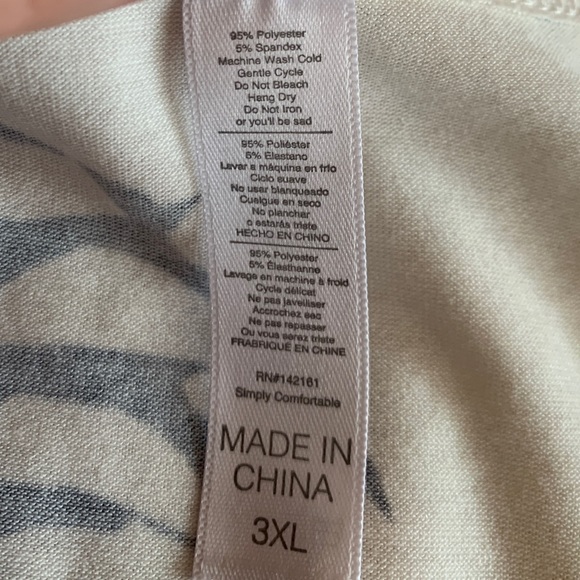 95% Polyester
5% Spandex
Machine Wash Cold
Gentle Cycle
Do Not Bleach
Hang Dry
Do Not Iron
or you'll be sad
95% Poliéster
5% Elastano
Lavar a máquina en frío
Ciclo suave
No usar blanqueado
Cuelgue en seco
No planchar
o estarás triste
HECHO EN CHINO
95% Polyester
5% Élasthanne
Lavage en machine à froid
Cycle délicat
Ne pas javelliser
Accrochez sec
Ne pas repasser
Ou vous serez triste
FRABRIQUÉ EN CHINE
RN#142161
Simply Comfortable
MADE IN
CHINA
3XL